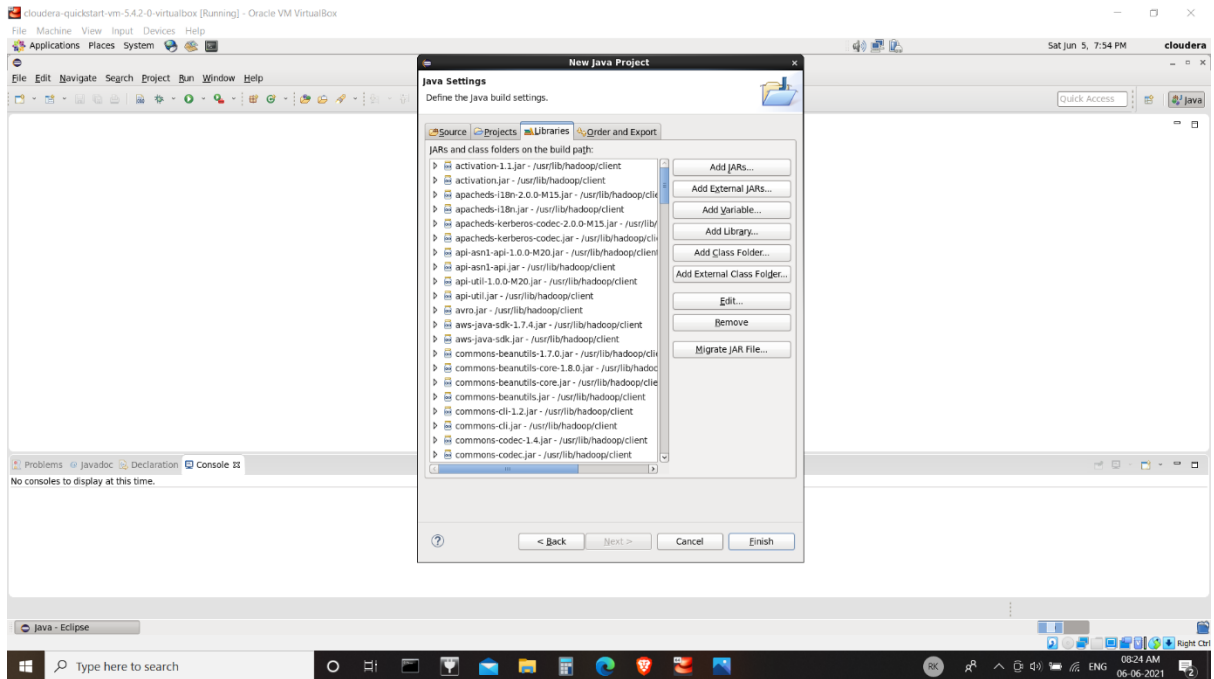 cloudera-quickstart-vm-5.4.2-0-virtualbox [Running] - Oracle VM VirtualBox
File Machine View Input Devices Help
Applications Places System
Sat Jun 5, 7:54 PM cloudera
File Edit Navigate Search Project Run Window Help
Quick Access
Java
New Java Project
Java Settings
Define the Java build settings.
Source Projects Libraries Order and Export
JARs and class folders on the build path:
activation-1.1.jar - /usr/lib/hadoop/client
activation.jar - /usr/lib/hadoop/client
apacheds-i18n-2.0.0-M15.jar - /usr/lib/hadoop/clie
apacheds-i18n.jar - /usr/lib/hadoop/client
apacheds-kerberos-codec-2.0.0-M15.jar - /usr/lib/
apacheds-kerberos-codec.jar - /usr/lib/hadoop/cli
api-asn1-api-1.0.0-M20.jar - /usr/lib/hadoop/client
api-asn1-api.jar - /usr/lib/hadoop/client
api-util-1.0.0-M20.jar - /usr/lib/hadoop/client
api-util.jar - /usr/lib/hadoop/client
avro.jar - /usr/lib/hadoop/client
aws-java-sdk-1.7.4.jar - /usr/lib/hadoop/client
aws-java-sdk.jar - /usr/lib/hadoop/client
commons-beanutils-1.7.0.jar - /usr/lib/hadoop/clie
commons-beanutils-core-1.8.0.jar - /usr/lib/hadoc
commons-beanutils-core.jar - /usr/lib/hadoop/clie
commons-beanutils.jar - /usr/lib/hadoop/client
commons-cli-1.2.jar - /usr/lib/hadoop/client
commons-cli.jar - /usr/lib/hadoop/client
commons-codec-1.4.jar - /usr/lib/hadoop/client
commons-codec.jar - /usr/lib/hadoop/client
Add JARs...
Add External JARs...
Add Variable...
Add Library...
Add Class Folder...
Add External Class Folder...
Edit...
Remove
Migrate JAR File...
< Back Next > Cancel Finish
Problems Javadoc Declaration Console
No consoles to display at this time.
Java - Eclipse
Right Ctrl
Type here to search
RK
ENG
08:24 AM
06-06-2021
2